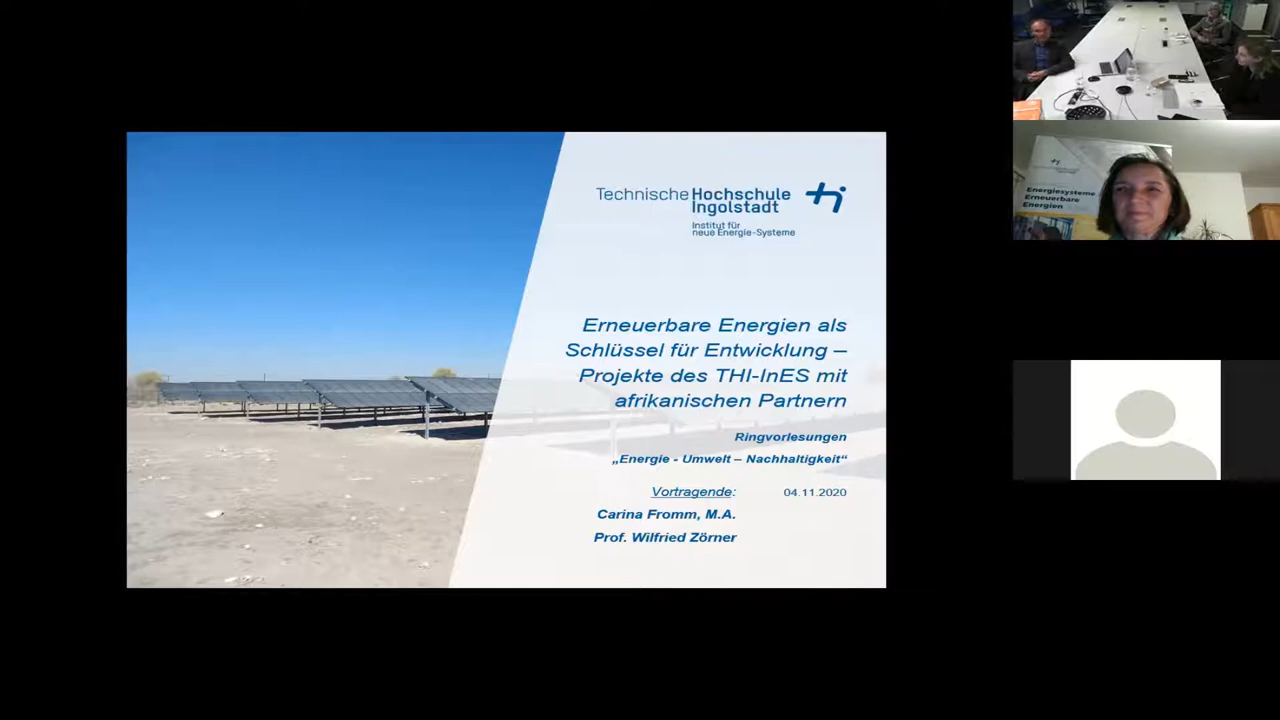 Technische Hochschule
Ingolstadt
Institut für
neue Energie-Systeme
Erneuerbare Energien als
Schlüssel für Entwicklung –
Projekte des THI-InES mit
afrikanischen Partnern
Ringvorlesungen
„Energie - Umwelt – Nachhaltigkeit“
Vortragende: 04.11.2020
Carina Fromm, M.A.
Prof. Wilfried Zörner
Energiesysteme
Erneuerbare
Energien